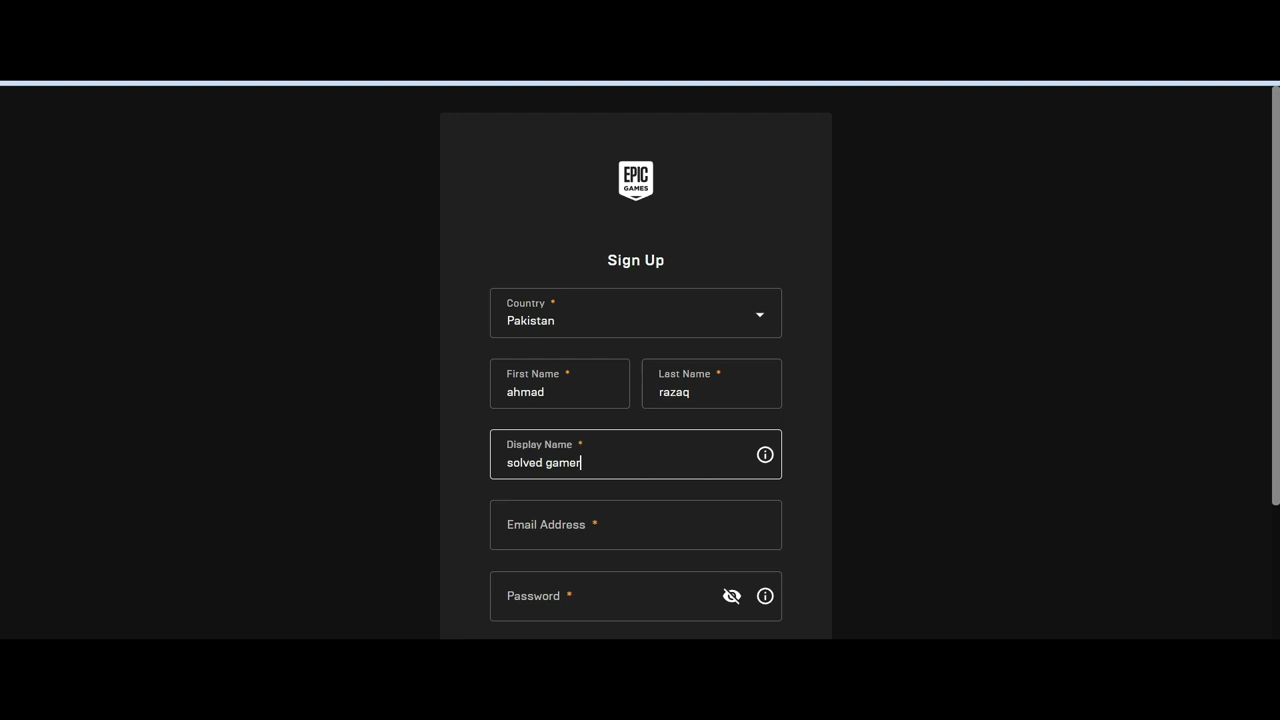 EPIC
GAMES
Sign Up
Country *
Pakistan
First Name *
ahmad
Last Name *
razaq
Display Name *
solved gamer
Email Address *
Password *